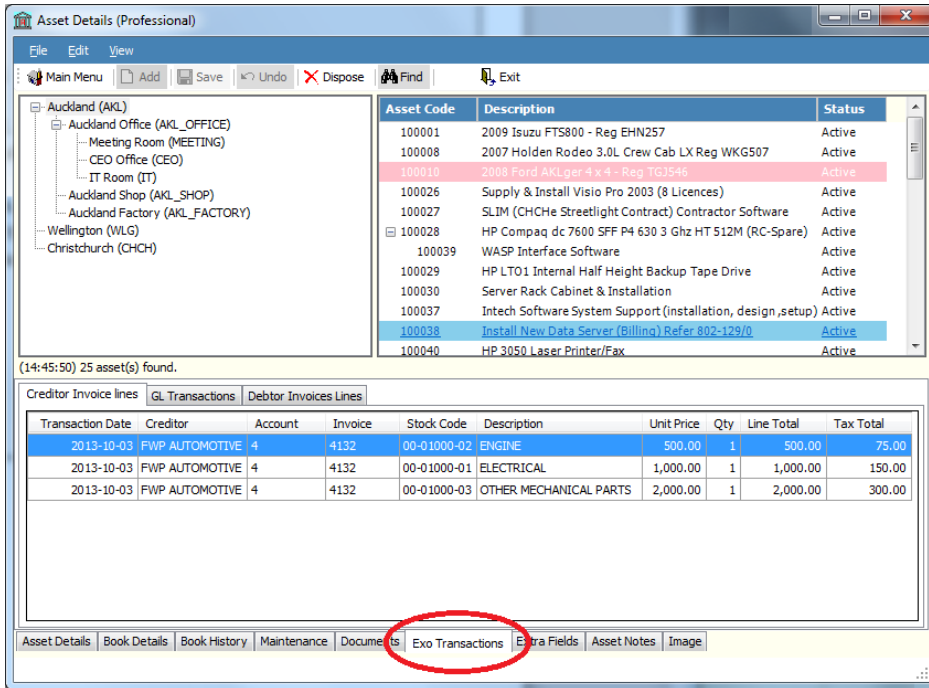 Asset Details (Professional)
File Edit View
Main Menu Add Save Undo Dispose Find Exit
Auckland (AKL)
Auckland Office (AKL_OFFICE)
Meeting Room (MEETING)
CEO Office (CEO)
IT Room (IT)
Auckland Shop (AKL_SHOP)
Auckland Factory (AKL_FACTORY)
Wellington (WLG)
Christchurch (CHCH)
Asset Code Description Status
100001 2009 Isuzu FTS800 - Reg EHN257 Active
100008 2007 Holden Rodeo 3.0L Crew Cab LX Reg WKG507 Active
100010 2008 Ford AKLger 4 x 4 - Reg TGJ546
100026 Supply & Install Visio Pro 2003 (8 Licences) Active
100027 SLIM (CHCHe Streetlight Contract) Contractor Software Active
100028 HP Compaq dc 7600 SFF P4 630 3 Ghz HT 512M (RC-Spare) Active
100039 WASP Interface Software Active
100029 HP LTO1 Internal Half Height Backup Tape Drive Active
100030 Server Rack Cabinet & Installation Active
100037 Intech Software System Support (installation, design ,setup) Active
100038 Install New Data Server (Billing) Refer 802-129/0 Active
100040 HP 3050 Laser Printer/Fax Active
(14:45:50) 25 asset(s) found.
Creditor Invoice lines GL Transactions Debtor Invoices Lines
Transaction Date Creditor Account Invoice Stock Code Description Unit Price Qty Line Total Tax Total
2013-10-03 FWP AUTOMOTIVE 4 4132 00-01000-02 ENGINE 500.00 1 500.00 75.00
2013-10-03 FWP AUTOMOTIVE 4 4132 00-01000-01 ELECTRICAL 1,000.00 1 1,000.00 150.00
2013-10-03 FWP AUTOMOTIVE 4 4132 00-01000-03 OTHER MECHANICAL PARTS 2,000.00 1 2,000.00 300.00
Asset Details Book Details Book History Maintenance Documents Exo Transactions Extra Fields Asset Notes Image